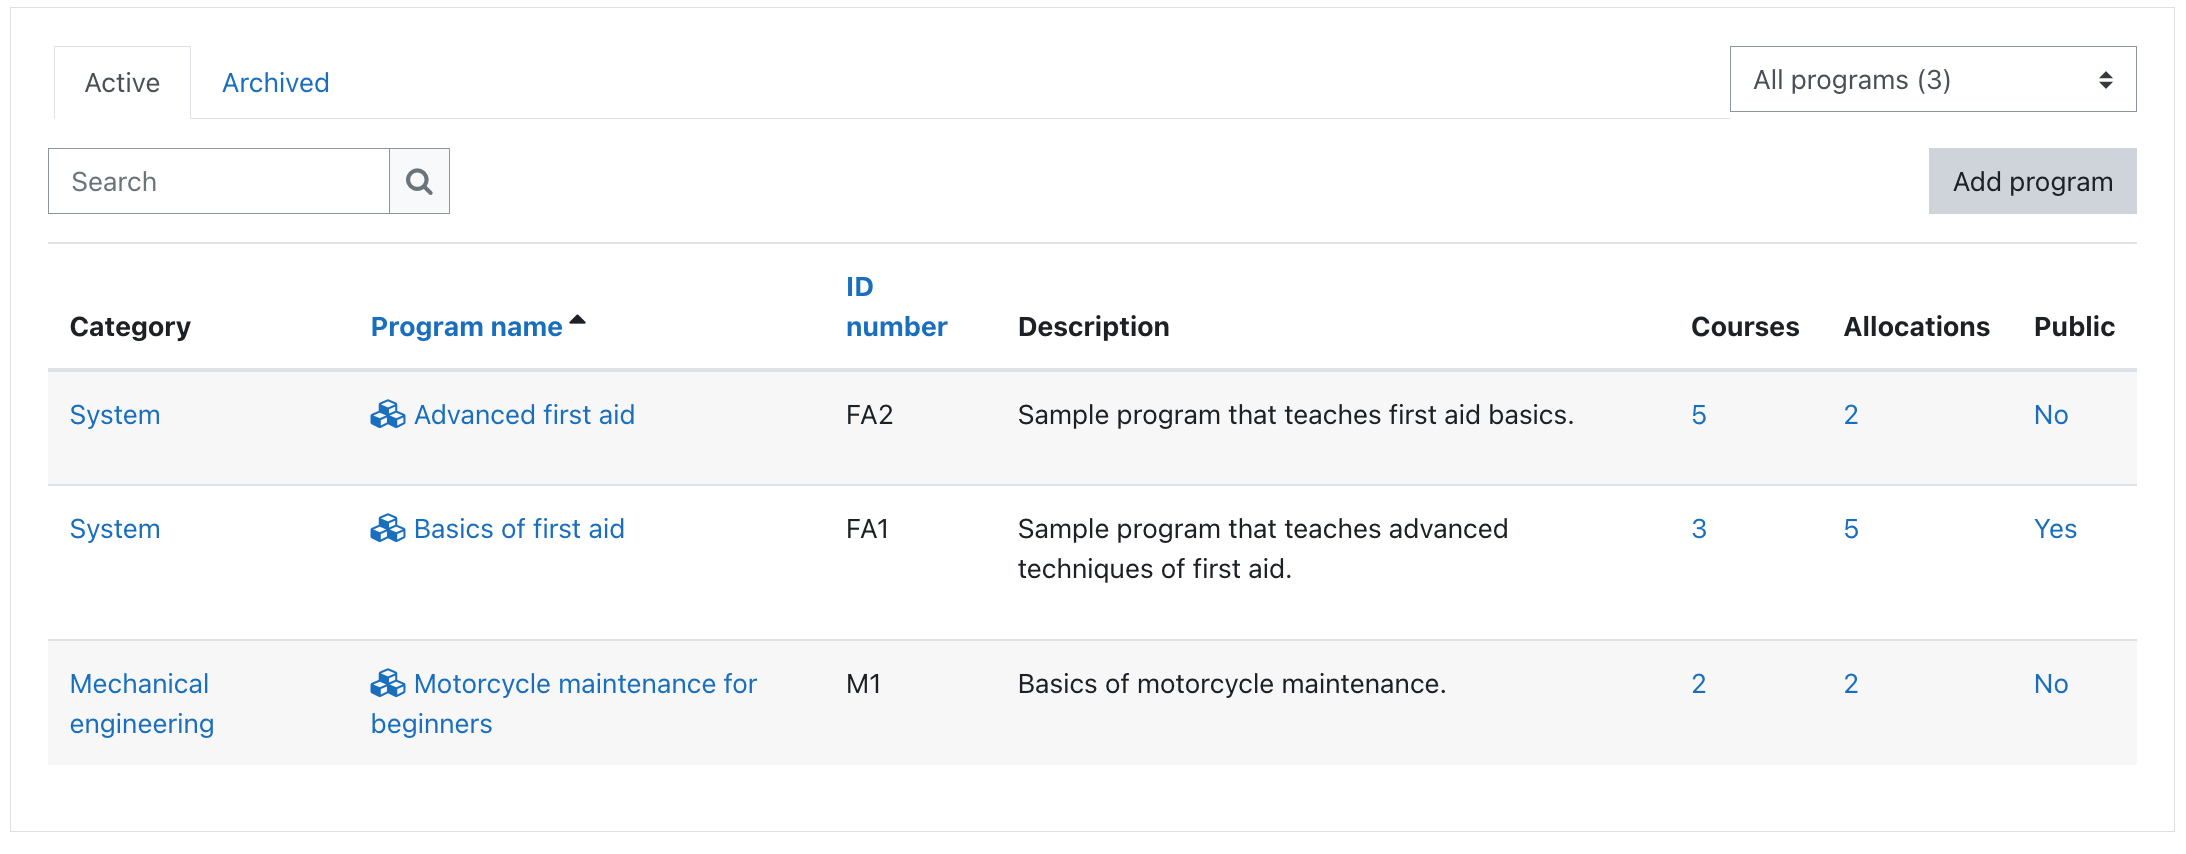 Active Archived All programs (3)
Search Add program
Category Program name ID number Description Courses Allocations Public
System Advanced first aid FA2 Sample program that teaches first aid basics. 5 2 No
System Basics of first aid FA1 Sample program that teaches advanced 3 5 Yes
techniques of first aid.
Mechanical Motorcycle maintenance for M1 Basics of motorcycle maintenance. 2 2 No
engineering beginners